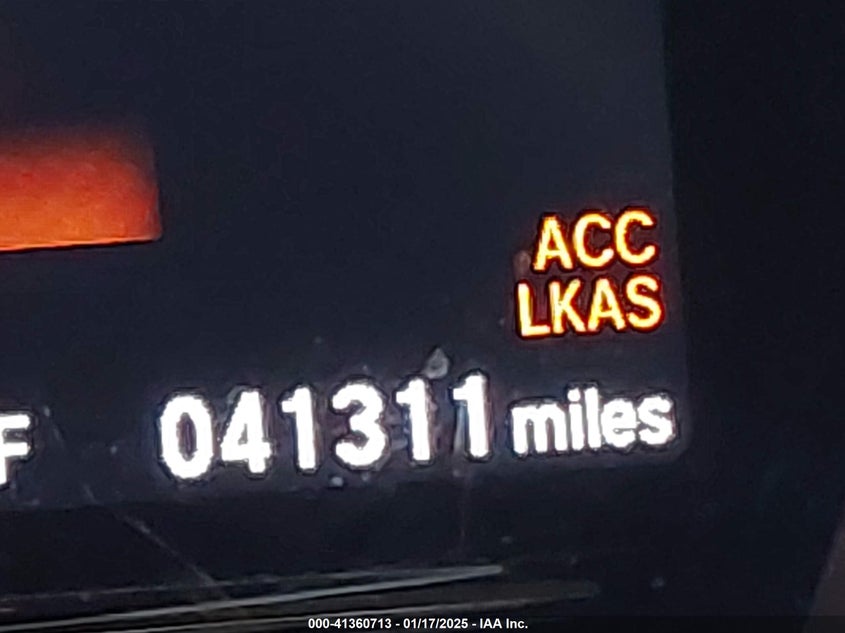 ACC
LKAS
F 041311 miles
000-41360713 - 01/17/2025 - IAA Inc.